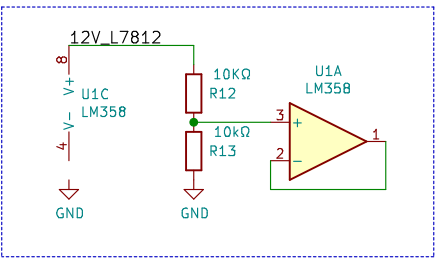 12V_L7812
8
V+
U1C
LM358
V-
4
GND
10KΩ
R12
10kΩ
R13
GND
U1A
LM358
3
+
2
-
1